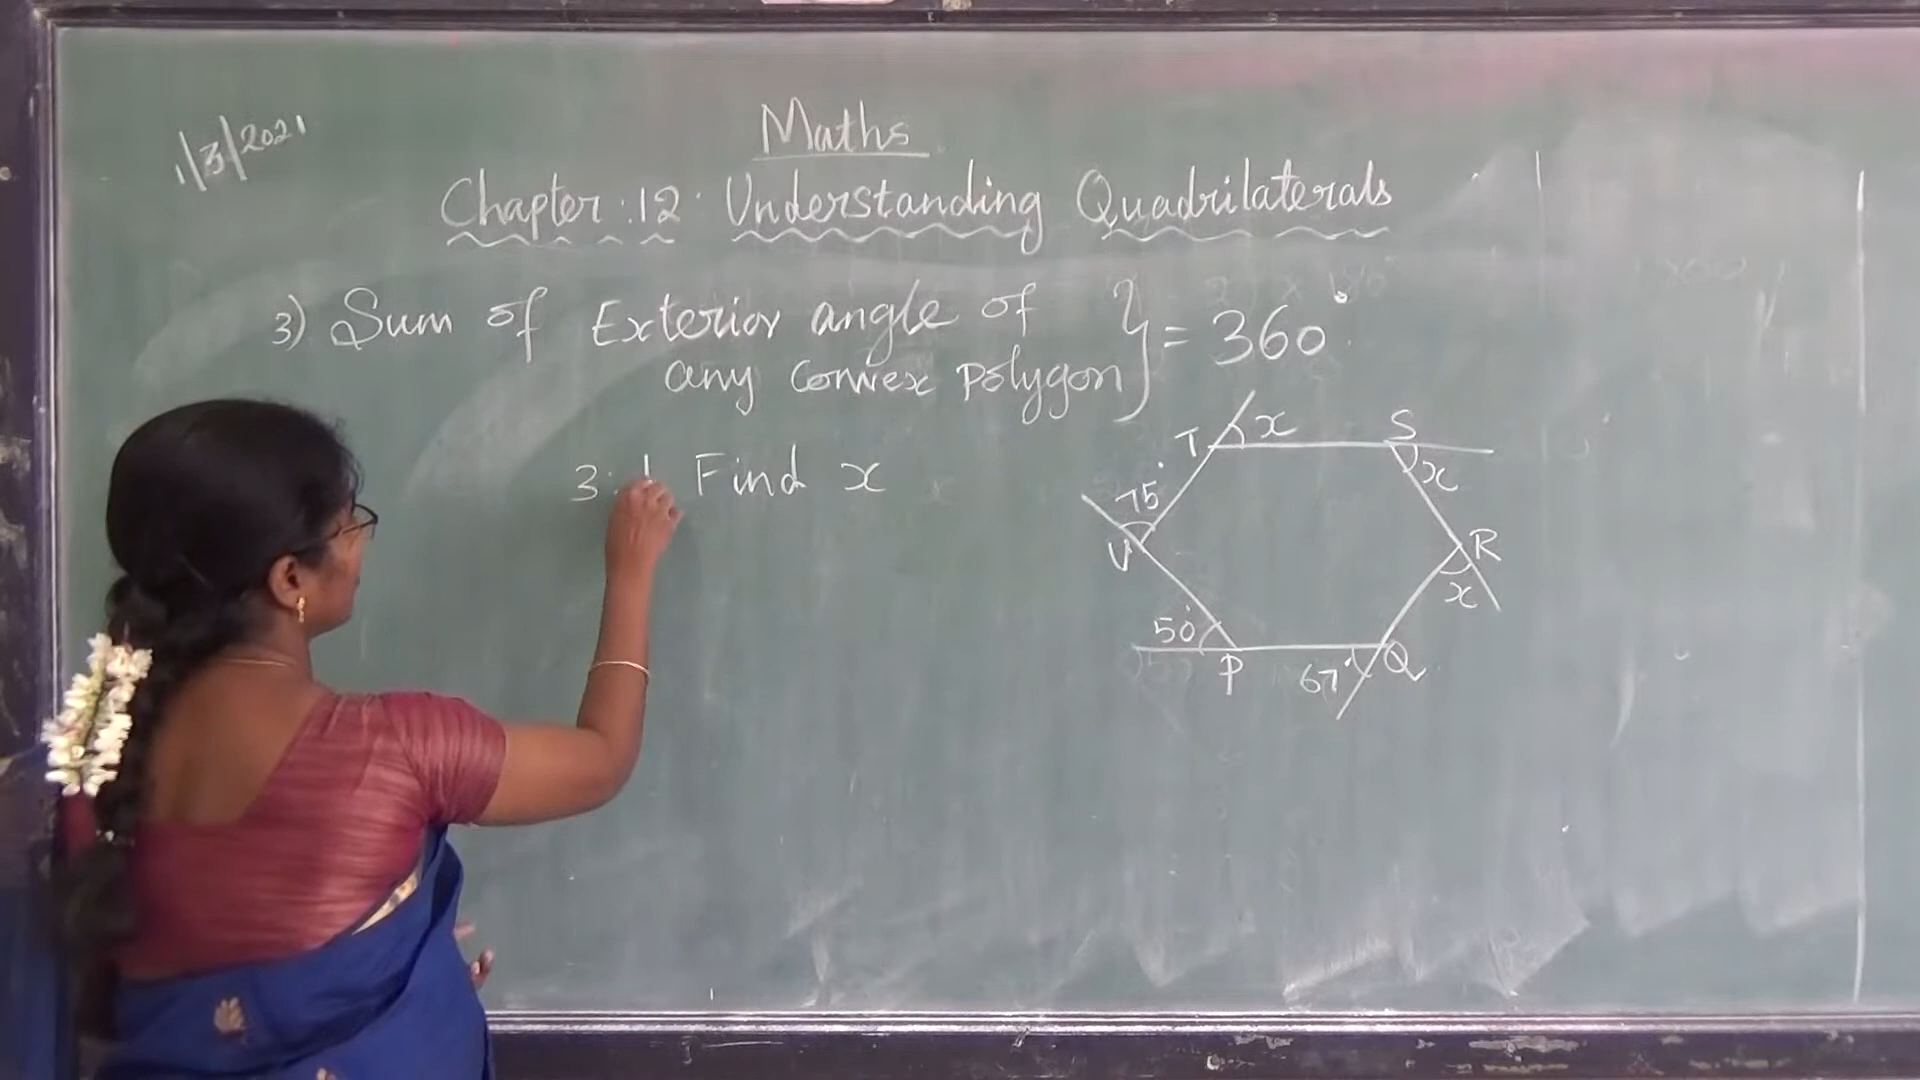 1/3/2021
Maths
Chapter : 12 : Understanding Quadrilaterals
3) Sum of Exterior angle of } = 360°
any convex polygon
3.1 Find x
T x S
x
75°
U R
x
50°
P 67° Q